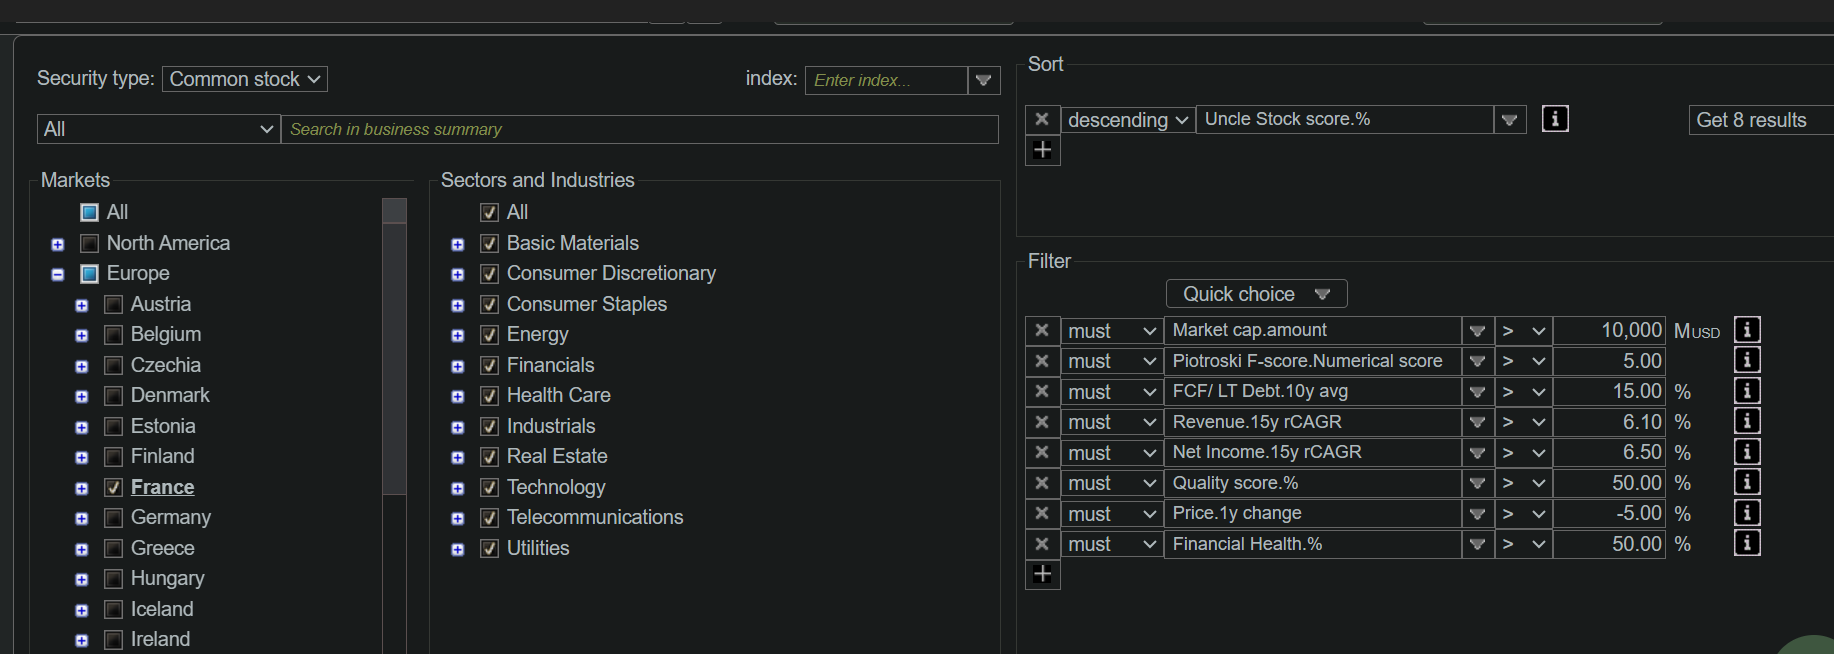 Security type: Common stock
index: Enter index...
All Search in business summary
Markets
All
North America
Europe
Austria
Belgium
Czechia
Denmark
Estonia
Finland
France
Germany
Greece
Hungary
Iceland
Ireland
Sectors and Industries
All
Basic Materials
Consumer Discretionary
Consumer Staples
Energy
Financials
Health Care
Industrials
Real Estate
Technology
Telecommunications
Utilities
Sort
descending Uncle Stock score.% i Get 8 results
Filter
Quick choice
must Market cap.amount > 10,000 MUSD i
must Piotroski F-score.Numerical score > 5.00 i
must FCF/ LT Debt.10y avg > 15.00 % i
must Revenue.15y rCAGR > 6.10 % i
must Net Income.15y rCAGR > 6.50 % i
must Quality score.% > 50.00 % i
must Price.1y change > -5.00 % i
must Financial Health.% > 50.00 % i